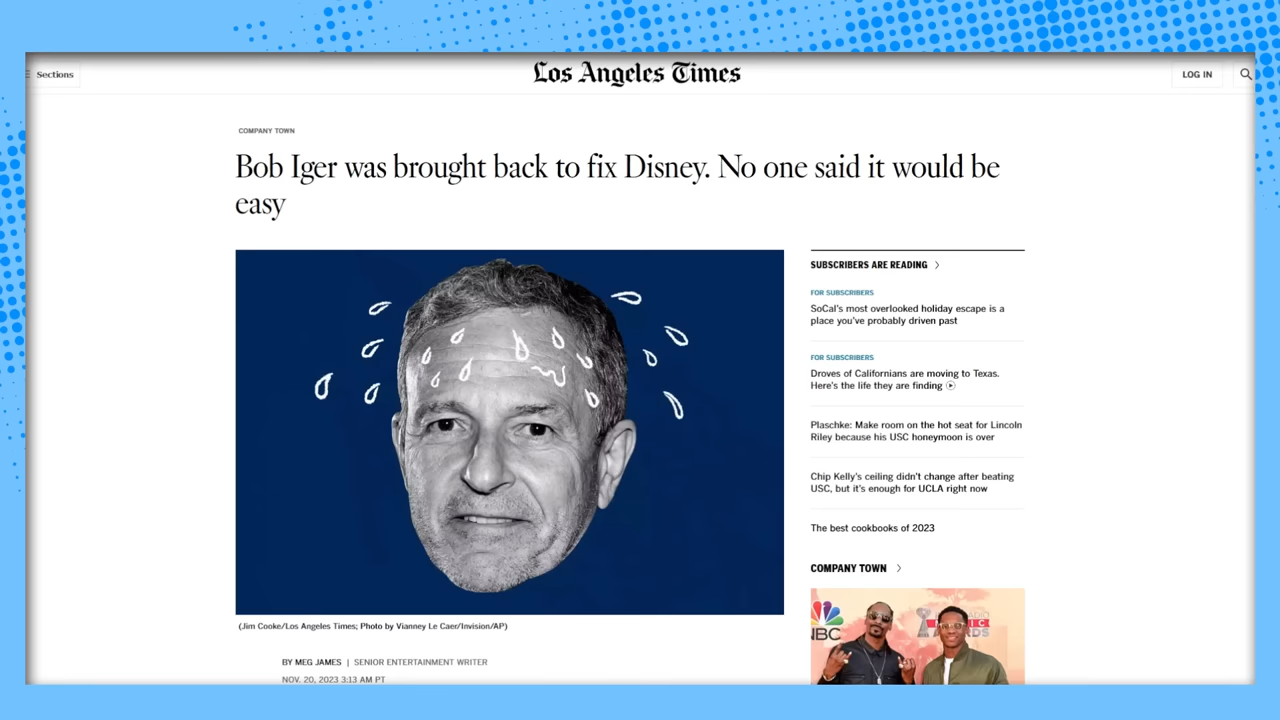 Sections
Los Angeles Times
LOG IN
COMPANY TOWN
Bob Iger was brought back to fix Disney. No one said it would be
easy
(Jim Cooke/Los Angeles Times; Photo by Vianney Le Caer/Invision/AP)
BY MEG JAMES | SENIOR ENTERTAINMENT WRITER
NOV. 20, 2023 3:13 AM PT
SUBSCRIBERS ARE READING
FOR SUBSCRIBERS
SoCal's most overlooked holiday escape is a
place you've probably driven past
FOR SUBSCRIBERS
Droves of Californians are moving to Texas.
Here's the life they are finding
Plaschke: Make room on the hot seat for Lincoln
Riley because his USC honeymoon is over
Chip Kelly's ceiling didn't change after beating
USC, but it's enough for UCLA right now
The best cookbooks of 2023
COMPANY TOWN